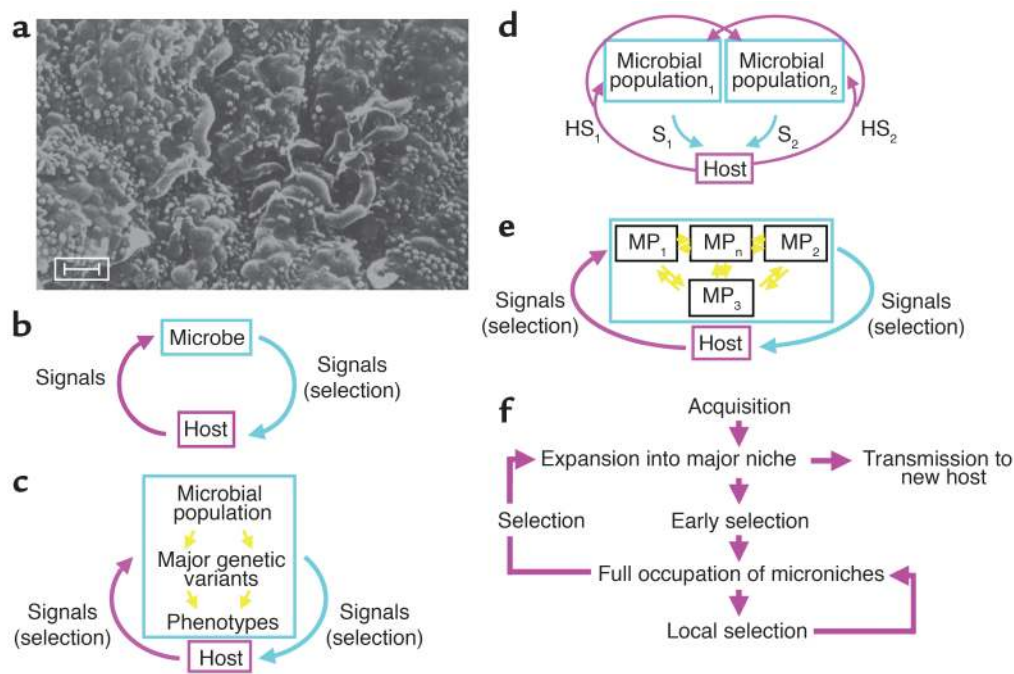 a
b
Microbe
Signals
Signals
(selection)
Host
c
Microbial
population
Major genetic
variants
Phenotypes
Signals
(selection)
Signals
(selection)
Host
d
Microbial
population1
Microbial
population2
HS1
S1
S2
HS2
Host
e
MP1
MPn
MP2
MP3
Signals
(selection)
Signals
(selection)
Host
f
Acquisition
Expansion into major niche
Transmission to
new host
Selection
Early selection
Full occupation of microniches
Local selection